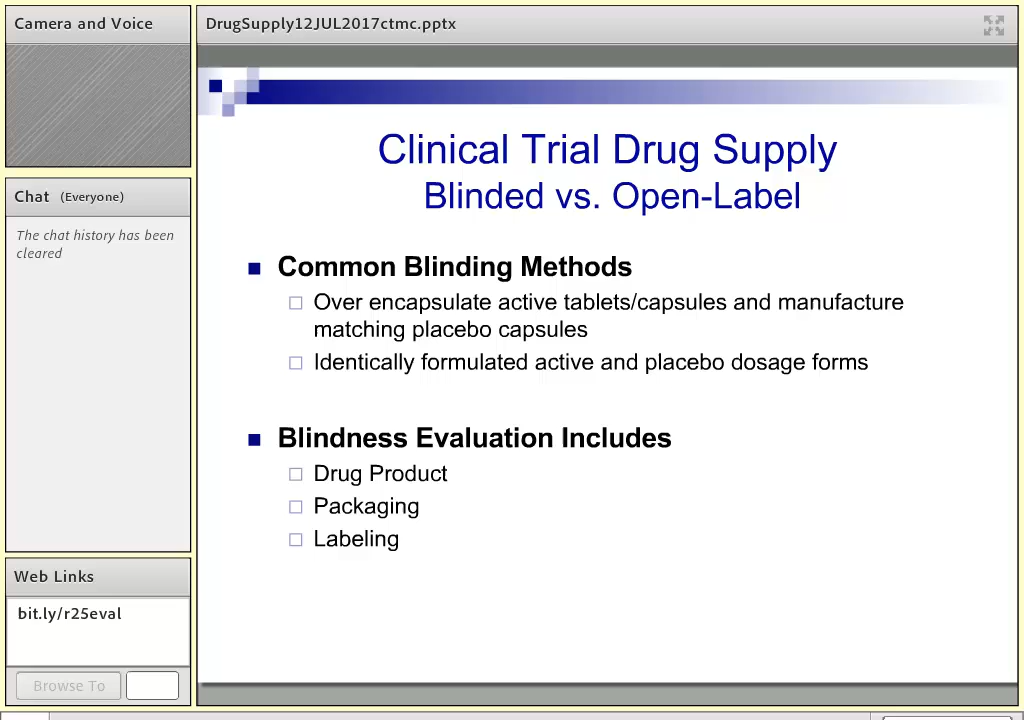 Camera and Voice
DrugSupply12JUL2017ctmc.pptx
Chat (Everyone)
The chat history has been
cleared
Web Links
bit.ly/r25eval
Browse To
Clinical Trial Drug Supply
Blinded vs. Open-Label
Common Blinding Methods
Over encapsulate active tablets/capsules and manufacture
matching placebo capsules
Identically formulated active and placebo dosage forms
Blindness Evaluation Includes
Drug Product
Packaging
Labeling